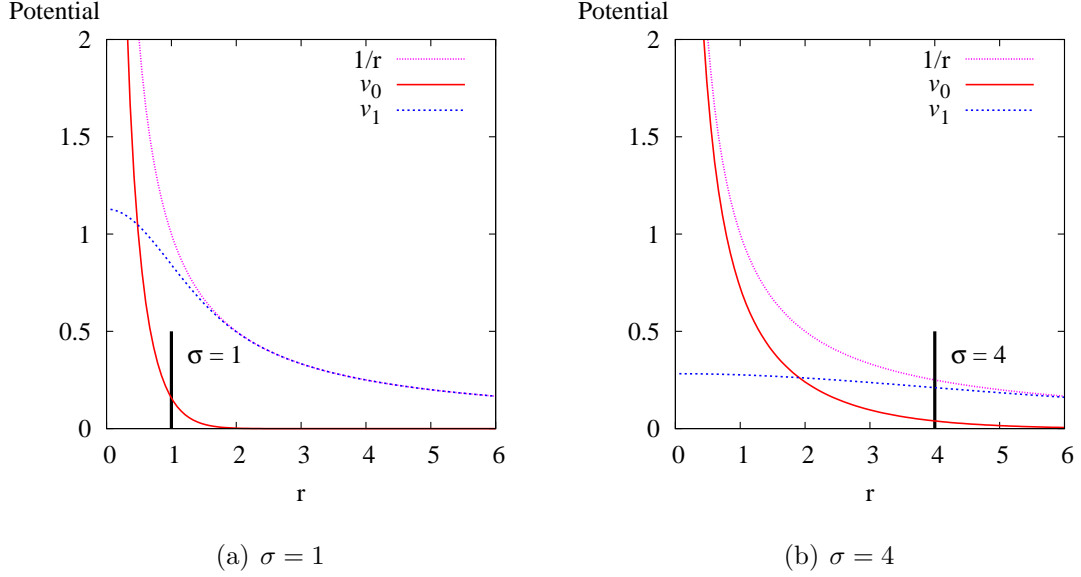 Potential
2
1.5
1
0.5
0
0 1 2 3 4 5 6
r
1/r
v0
v1
σ = 1
(a) σ = 1
Potential
2
1.5
1
0.5
0
0 1 2 3 4 5 6
r
1/r
v0
v1
σ = 4
(b) σ = 4